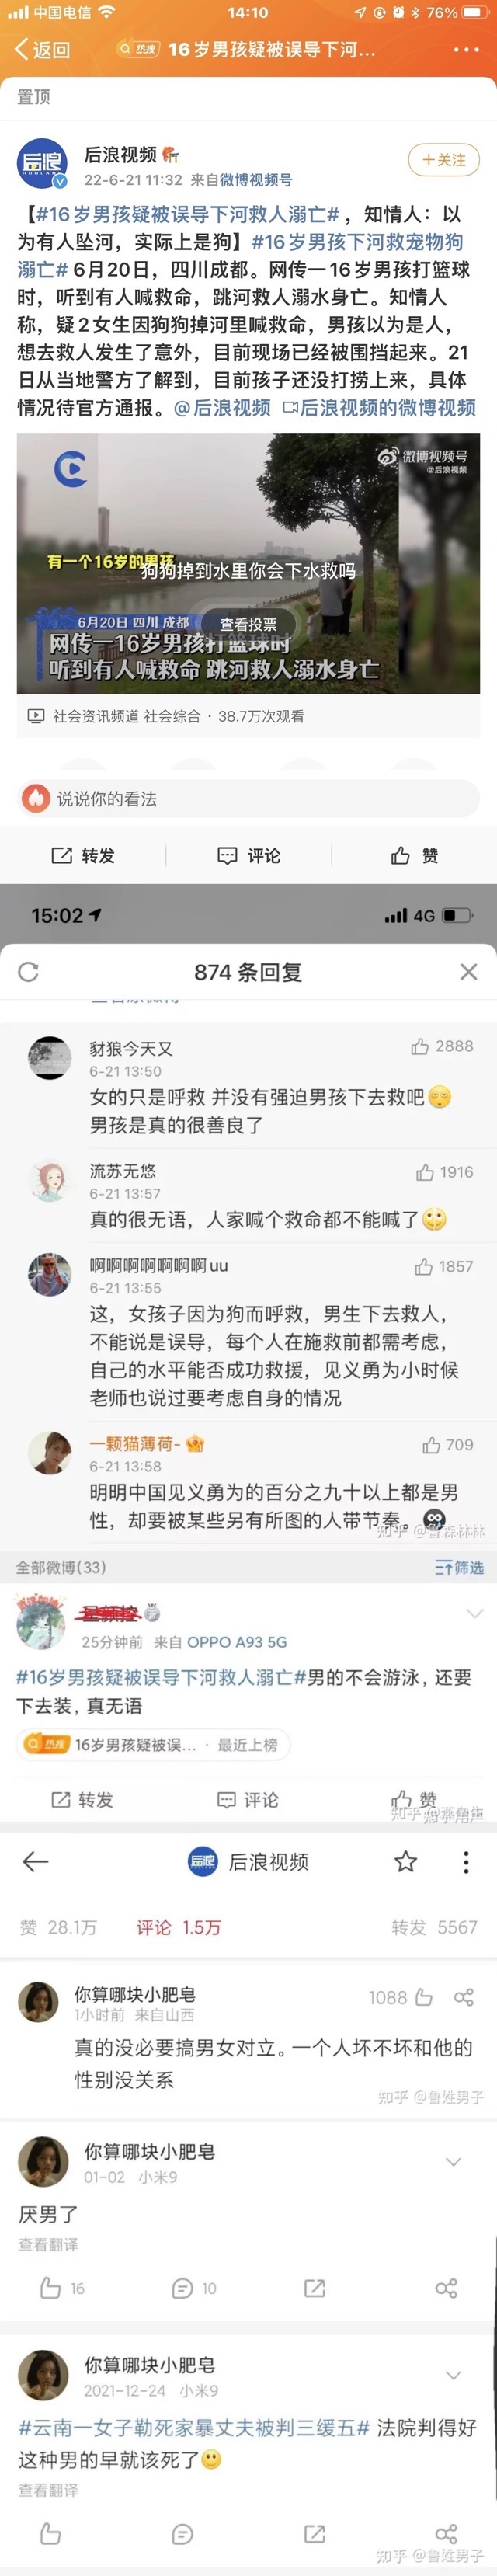 中国电信
14:10
76%
返回
热搜
16岁男孩疑被误导下河...
置顶
后浪
后浪视频
22-6-21 11:32 来自微博视频号
+关注
【#16岁男孩疑被误导下河救人溺亡#，知情人：以
为有人坠河，实际上是狗】#16岁男孩下河救宠物狗
溺亡# 6月20日，四川成都。网传一16岁男孩打篮球
时，听到有人喊救命，跳河救人溺水身亡。知情人
称，疑2女生因狗狗掉河里喊救命，男孩以为是人，
想去救人发生了意外，目前现场已经被围挡起来。21
日从当地警方了解到，目前孩子还没打捞上来，具体
情况待官方通报。@后浪视频 后浪视频的微博视频
微博视频号
@后浪视频
有一个16岁的男孩
狗狗掉到水里你会下水救吗
6月20日 四川 成都
查看投票
网传一16岁男孩打篮球时
听到有人喊救命 跳河救人溺水身亡
社会资讯频道 社会综合 · 38.7万次观看
说说你的看法
转发
评论
赞
15:02
4G
874 条回复
豺狼今天又
2888
6-21 13:50
女的只是呼救 并没有强迫男孩下去救吧
男孩是真的很善良了
流苏无悠
1916
6-21 13:57
真的很无语，人家喊个救命都不能喊了
啊啊啊啊啊啊啊uu
1857
6-21 13:55
这，女孩子因为狗而呼救，男生下去救人，
不能说是误导，每个人在施救前都需考虑，
自己的水平能否成功救援，见义勇为小时候
老师也说过要考虑自身的情况
一颗猫薄荷-
709
6-21 13:58
明明中国见义勇为的百分之九十以上都是男
性，却要被某些另有所图的人带节奏。
全部微博(33)
筛选
25分钟前 来自 OPPO A93 5G
#16岁男孩疑被误导下河救人溺亡#男的不会游泳，还要
下去装，真无语
热搜
16岁男孩疑被误... · 最近上榜
转发
评论
赞
后浪
后浪视频
赞 28.1万
评论 1.5万
转发 5567
你算哪块小肥皂
1088
1小时前 来自山西
真的没必要搞男女对立。一个人坏不坏和他的
性别没关系
知乎 @鲁姓男子
你算哪块小肥皂
01-02 小米9
厌男了
查看翻译
16
10
你算哪块小肥皂
2021-12-24 小米9
#云南一女子勒死家暴丈夫被判三缓五# 法院判得好
这种男的早就该死了
查看翻译
知乎 @鲁姓男子